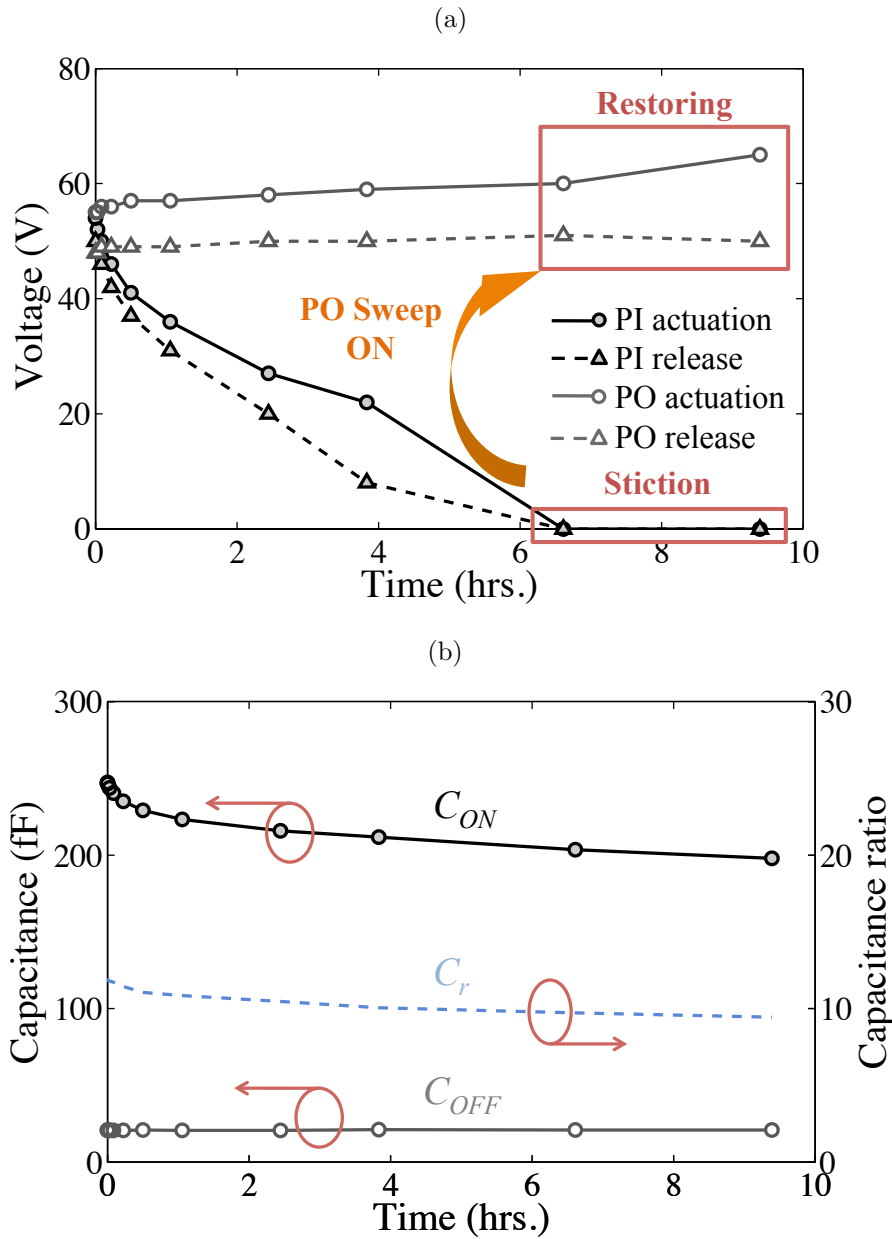 (a)
80
60
40
20
0
Voltage (V)
Restoring
PO Sweep
ON
PI actuation
PI release
PO actuation
PO release
Stiction
0
2
4
6
8
10
Time (hrs.)
(b)
300
200
100
0
Capacitance (fF)
C_ON
C_r
C_OFF
30
20
10
0
Capacitance ratio
0
2
4
6
8
10
Time (hrs.)